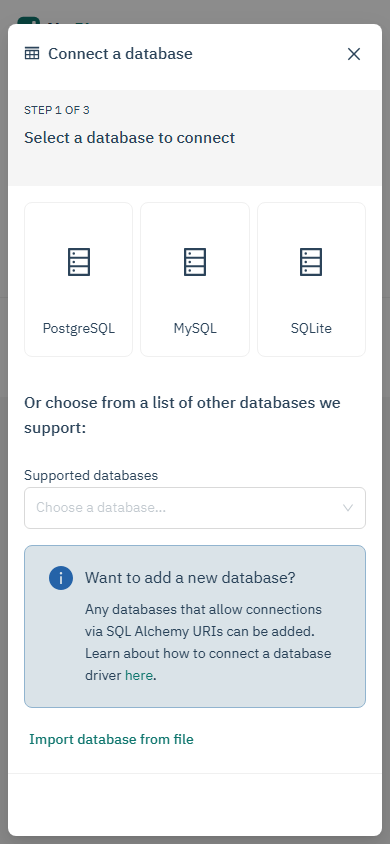 Connect a database
STEP 1 OF 3
Select a database to connect
PostgreSQL
MySQL
SQLite
Or choose from a list of other databases we
support:
Supported databases
Choose a database...
Want to add a new database?
Any databases that allow connections
via SQL Alchemy URIs can be added.
Learn about how to connect a database
driver here.
Import database from file